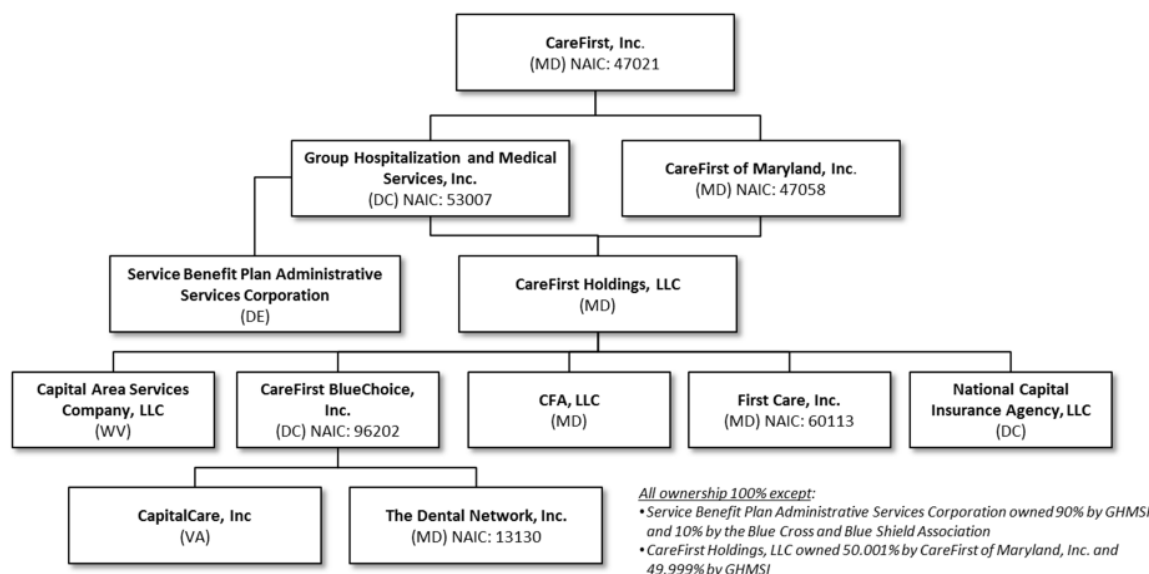 CareFirst, Inc.
(MD) NAIC: 47021
Group Hospitalization and Medical
Services, Inc.
(DC) NAIC: 53007
CareFirst of Maryland, Inc.
(MD) NAIC: 47058
Service Benefit Plan Administrative
Services Corporation
(DE)
CareFirst Holdings, LLC
(MD)
Capital Area Services
Company, LLC
(WV)
CareFirst BlueChoice,
Inc.
(DC) NAIC: 96202
CFA, LLC
(MD)
First Care, Inc.
(MD) NAIC: 60113
National Capital
Insurance Agency, LLC
(DC)
CapitalCare, Inc
(VA)
The Dental Network, Inc.
(MD) NAIC: 13130
All ownership 100% except:
• Service Benefit Plan Administrative Services Corporation owned 90% by GHMSI
and 10% by the Blue Cross and Blue Shield Association
• CareFirst Holdings, LLC owned 50.001% by CareFirst of Maryland, Inc. and
49.999% by GHMSI